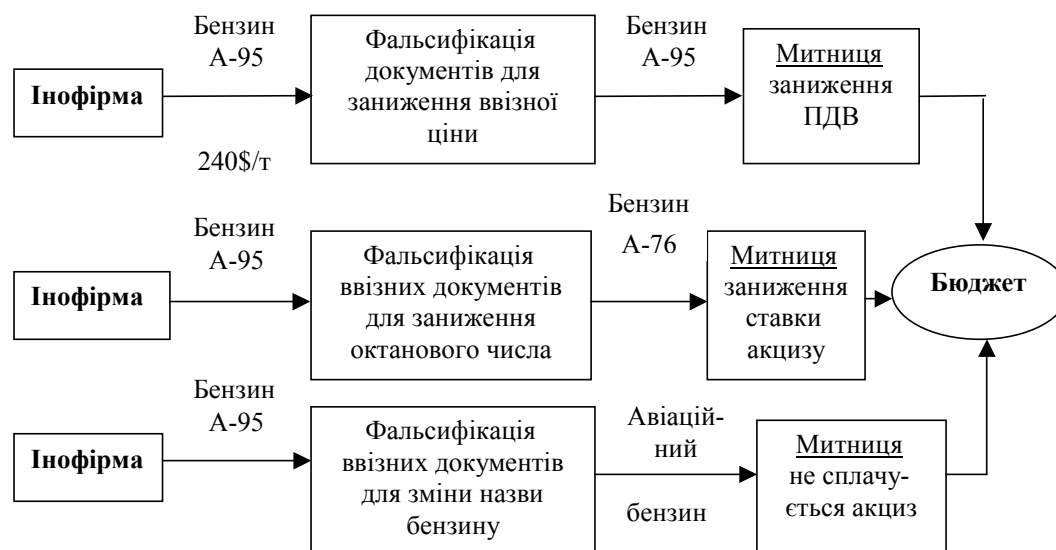 Бензин
А-95
Інофірма
240$/т
Фальсифікація
документів для
заниження ввізної
ціни
Бензин
А-95
Митниця
заниження
ПДВ
Бензин
А-95
Інофірма
Фальсифікація
ввізних документів
для заниження
октанового числа
Бензин
А-76
Митниця
заниження
ставки
акцизу
Бюджет
Бензин
А-95
Інофірма
Фальсифікація
ввізних документів
для зміни назви
бензину
Авіацій-
ний
бензин
Митниця
не сплачу-
ється акциз